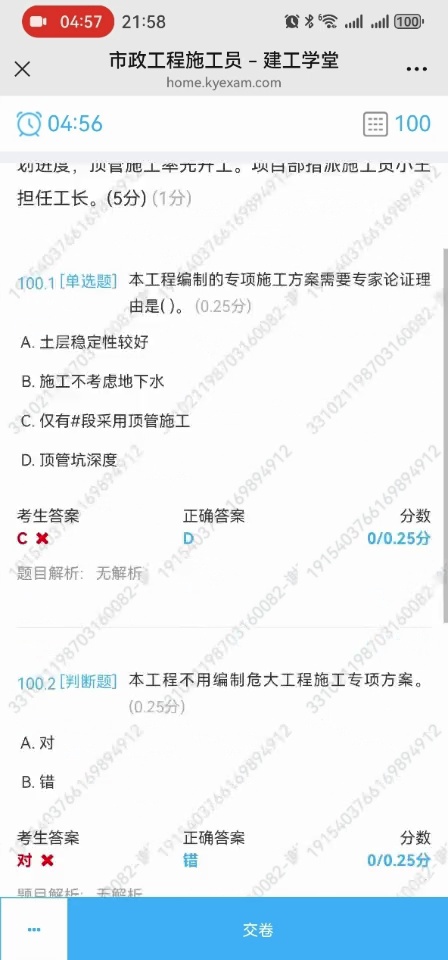 04:57 21:58 100
市政工程施工员 - 建工学堂
home.kyexam.com
04:56 100
划进度，顶管施工率先开工。项目部指派施工员小王
担任工长。(5分) (1分)
100.1 [单选题] 本工程编制的专项施工方案需要专家论证理
由是( )。 (0.25分)
A. 土层稳定性较好
B. 施工不考虑地下水
C. 仅有#段采用顶管施工
D. 顶管坑深度
考生答案 正确答案 分数
C D 0/0.25分
题目解析: 无解析
100.2 [判断题] 本工程不用编制危大工程施工专项方案。
(0.25分)
A. 对
B. 错
考生答案 正确答案 分数
对 错 0/0.25分
题目解析: 无解析
交卷